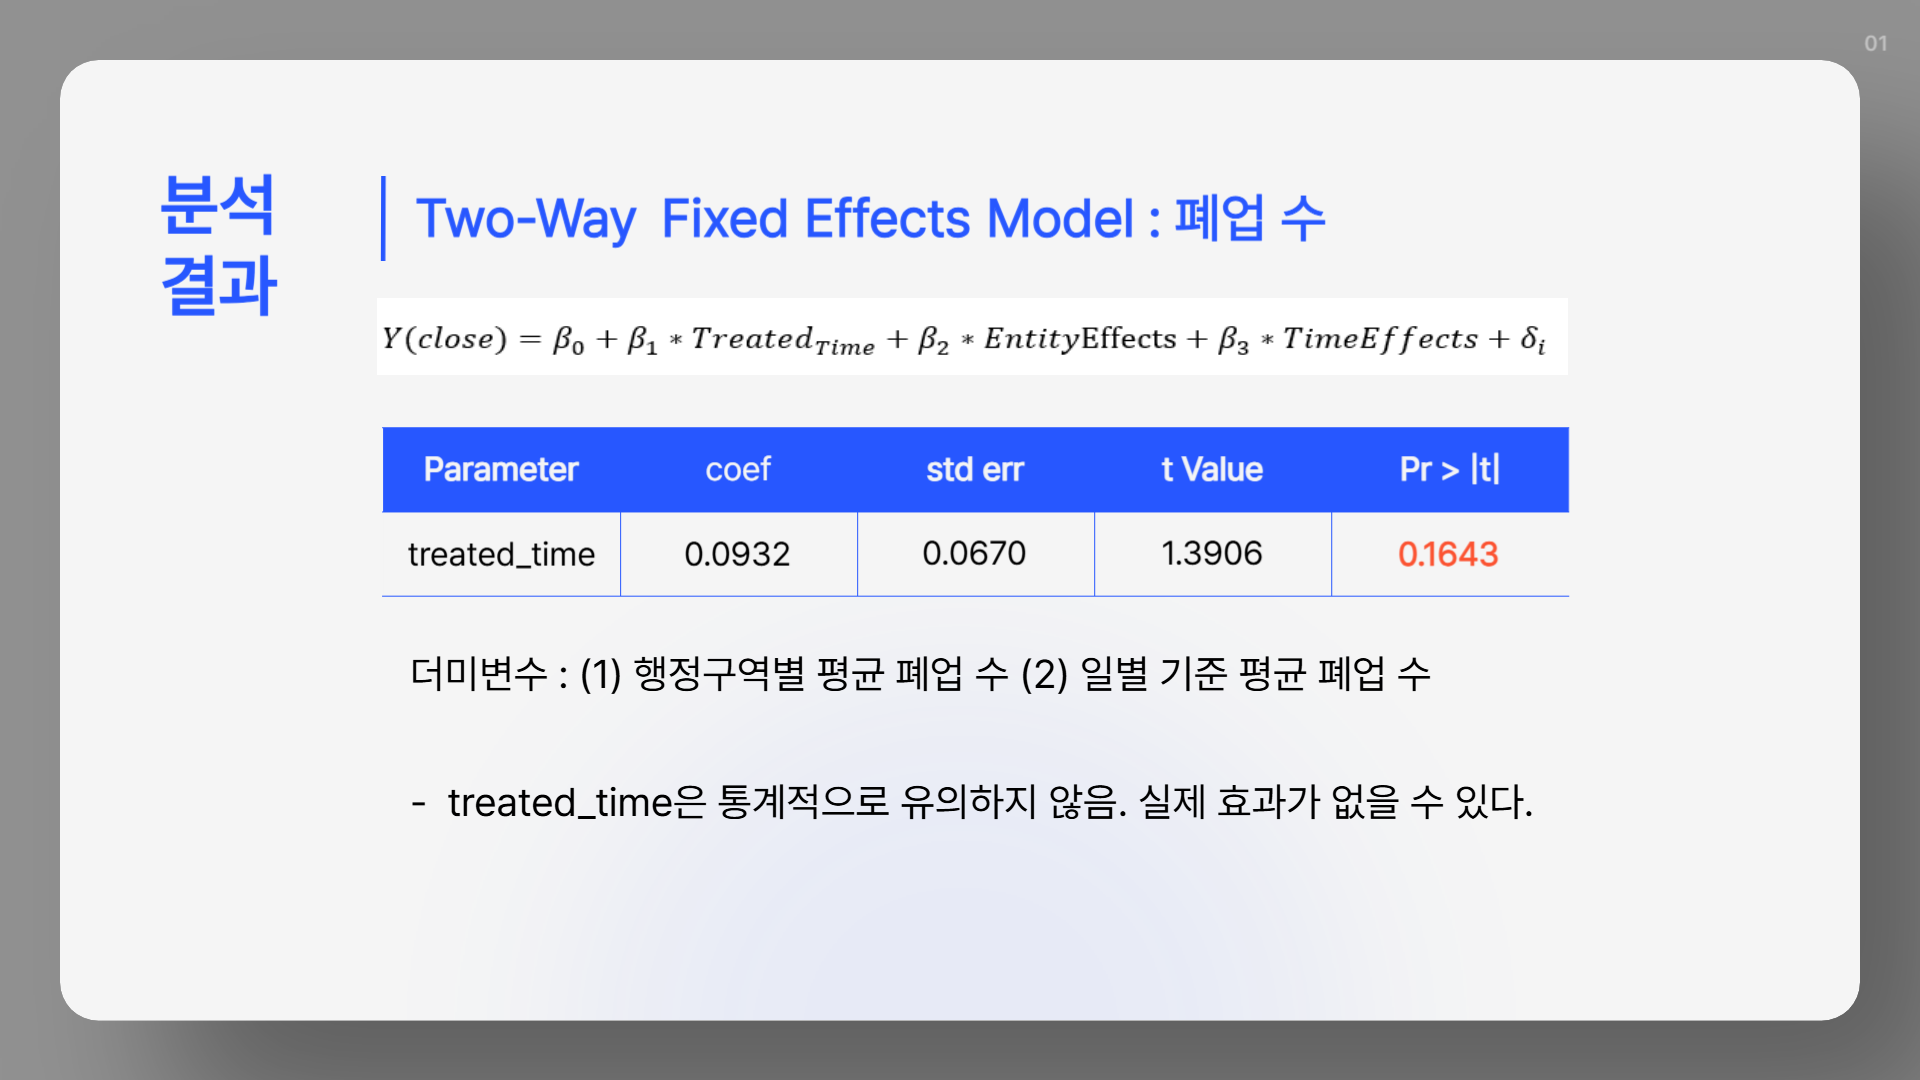 01
분석
결과
Two-Way Fixed Effects Model : 폐업 수
Y(close) = β₀ + β₁ * Treated_Time + β₂ * EntityEffects + β₃ * TimeEffects + δᵢ
Parameter coef std err t Value Pr > |t|
treated_time 0.0932 0.0670 1.3906 0.1643
더미변수 : (1) 행정구역별 평균 폐업 수 (2) 일별 기준 평균 폐업 수
- treated_time은 통계적으로 유의하지 않음. 실제 효과가 없을 수 있다.